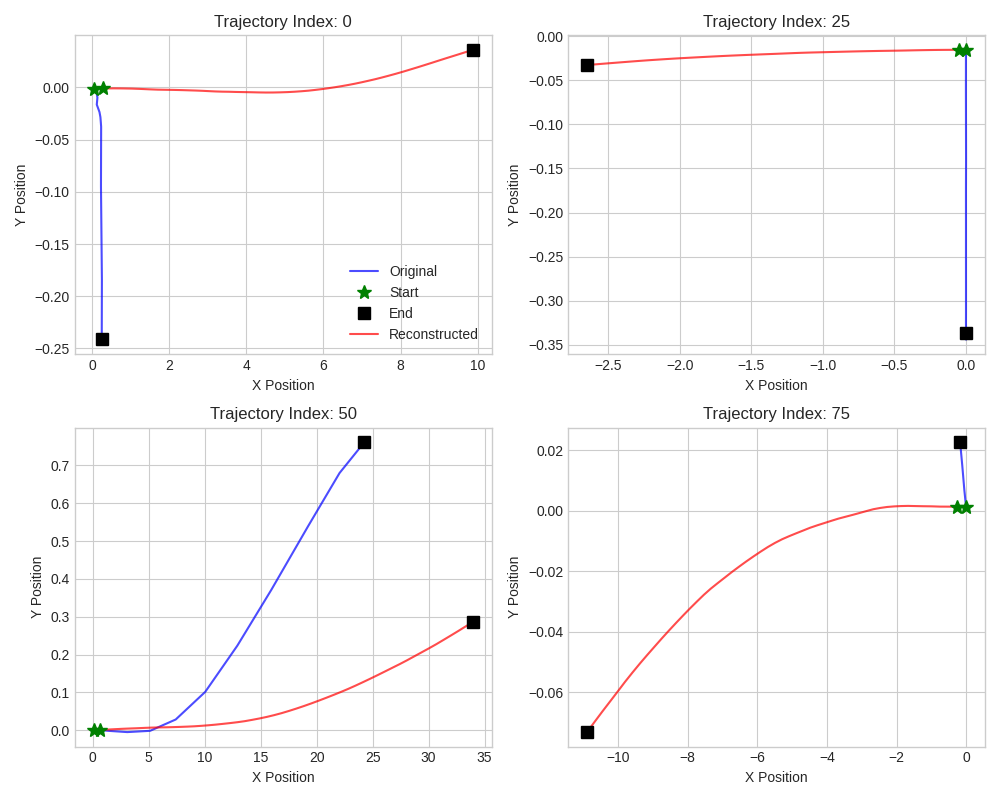 Trajectory Index: 0
0.00
−0.05
−0.10
−0.15
−0.20
−0.25
Y Position
Original
Start
End
Reconstructed
0 2 4 6 8 10
X Position
Trajectory Index: 25
0.00
−0.05
−0.10
−0.15
−0.20
−0.25
−0.30
−0.35
Y Position
−2.5 −2.0 −1.5 −1.0 −0.5 0.0
X Position
Trajectory Index: 50
0.7
0.6
0.5
0.4
0.3
0.2
0.1
0.0
Y Position
0 5 10 15 20 25 30 35
X Position
Trajectory Index: 75
0.02
0.00
−0.02
−0.04
−0.06
Y Position
−10 −8 −6 −4 −2 0
X Position